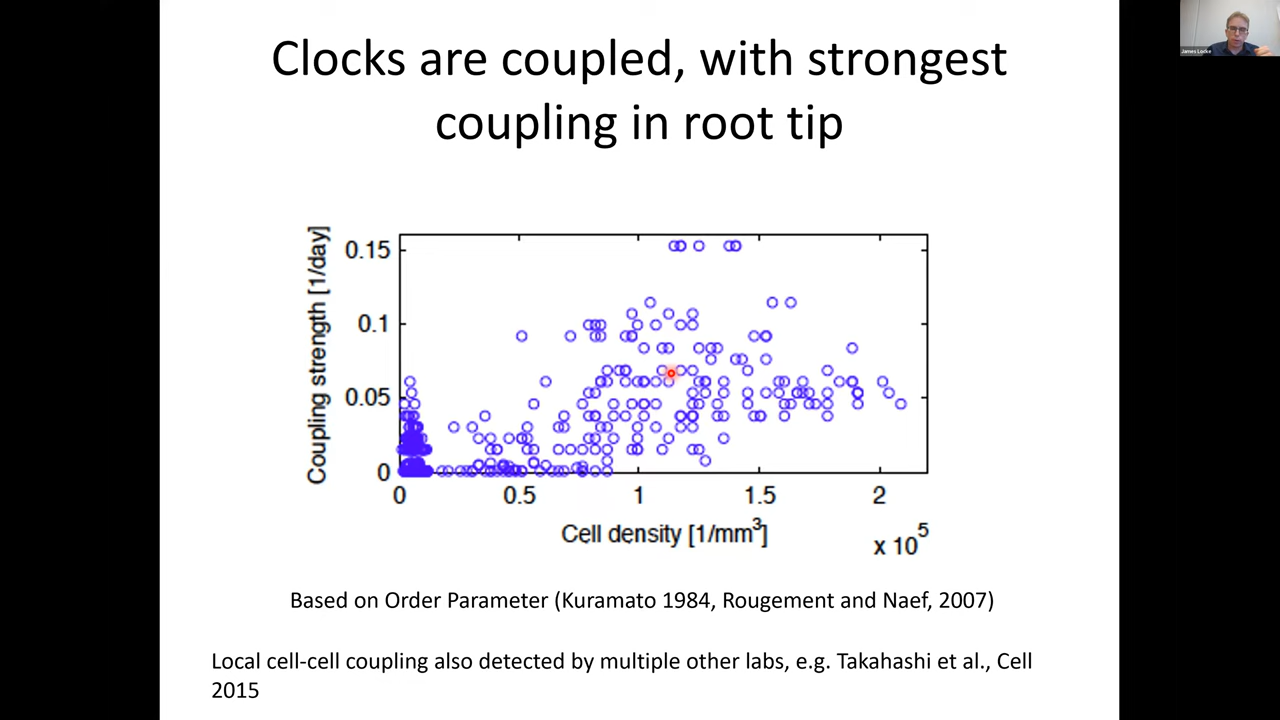 Clocks are coupled, with strongest
coupling in root tip
James Locke
Coupling strength [1/day]
0.15
0.1
0.05
0
0 0.5 1 1.5 2
Cell density [1/mm³]
x 10⁵
Based on Order Parameter (Kuramato 1984, Rougement and Naef, 2007)
Local cell-cell coupling also detected by multiple other labs, e.g. Takahashi et al., Cell
2015